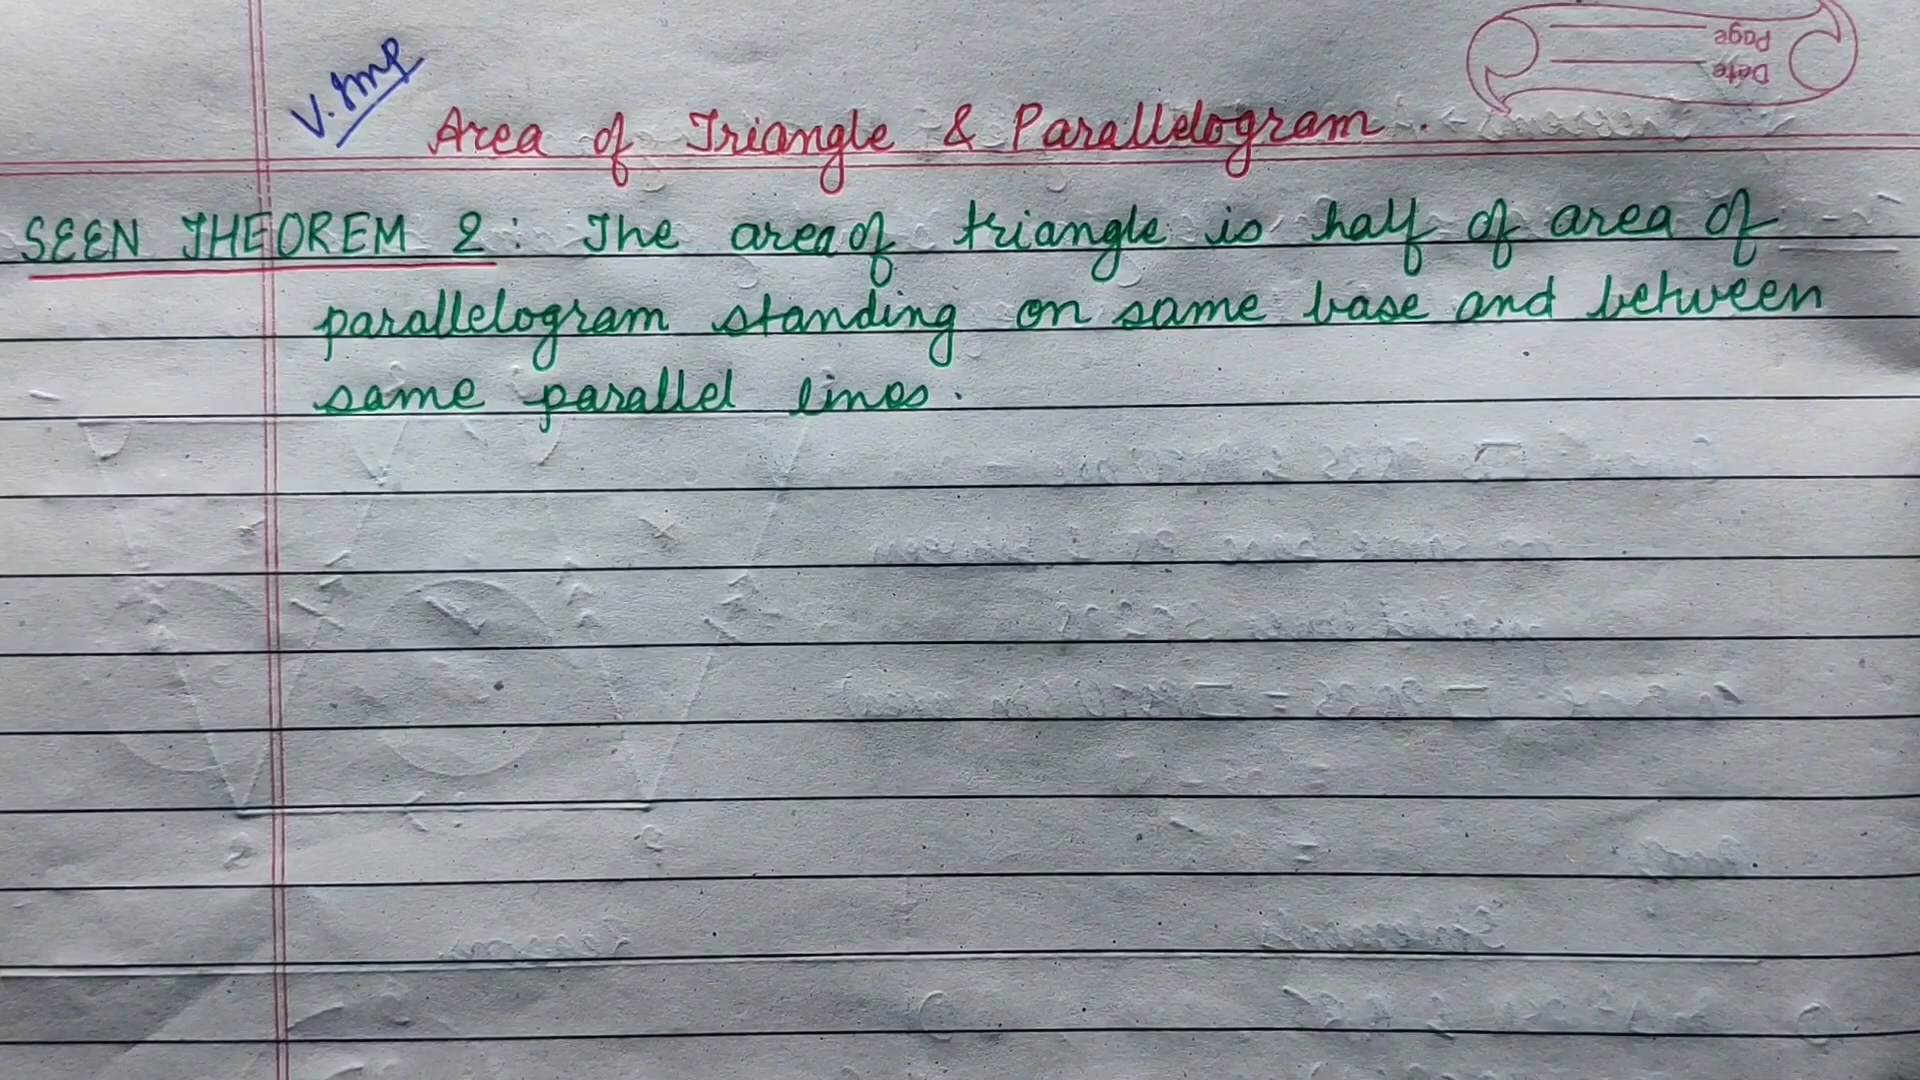 Page
Date
V. Imp
Area of Triangle & Parallelogram.
SEEN THEOREM 2: The area of triangle is half of area of
parallelogram standing on same base and between
same parallel lines.